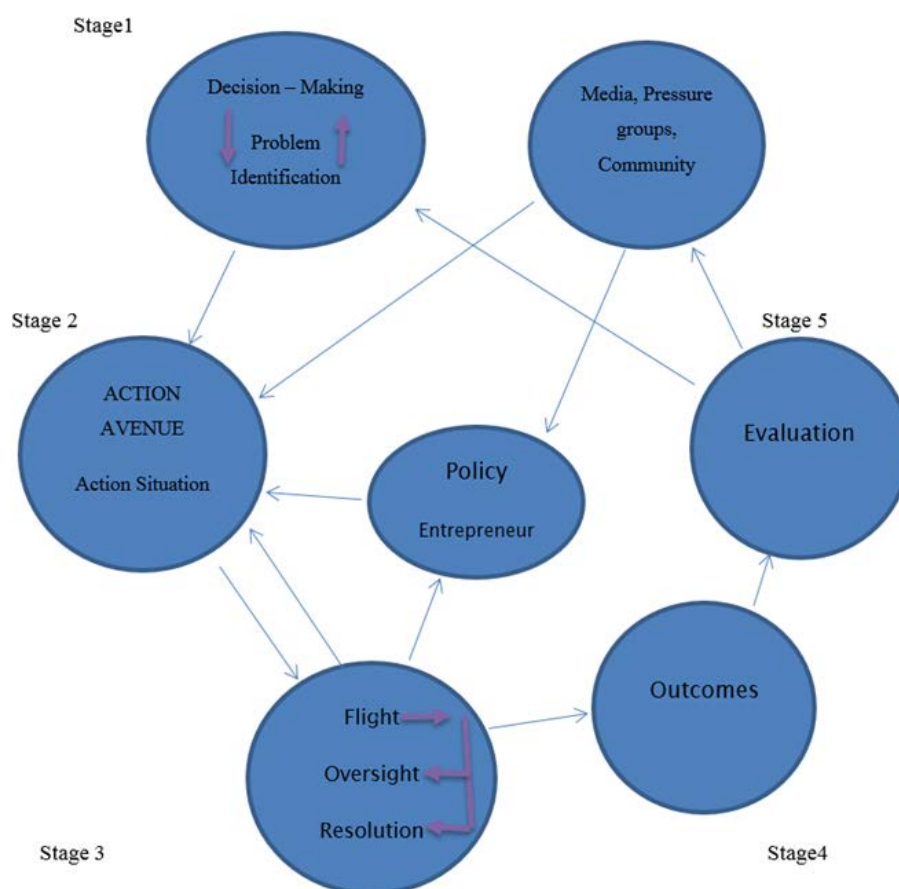 Stage1
Decision – Making
Problem
Identification
Media, Pressure
groups,
Community
Stage 2
Stage 5
ACTION
AVENUE
Action Situation
Policy
Entrepreneur
Evaluation
Flight
Oversight
Resolution
Outcomes
Stage 3
Stage4